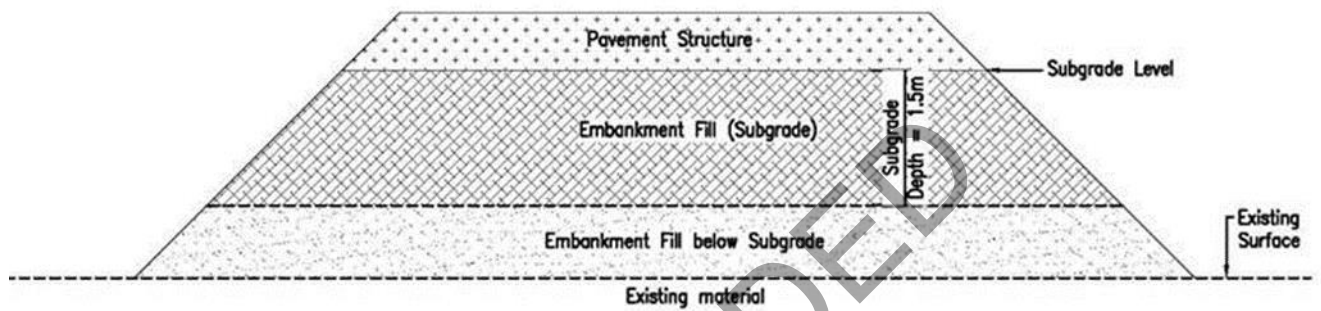 Pavement Structure
Subgrade Level
Embankment Fill (Subgrade)
Subgrade
Depth = 1.5m
Embankment Fill below Subgrade
Existing
Surface
Existing material
DED